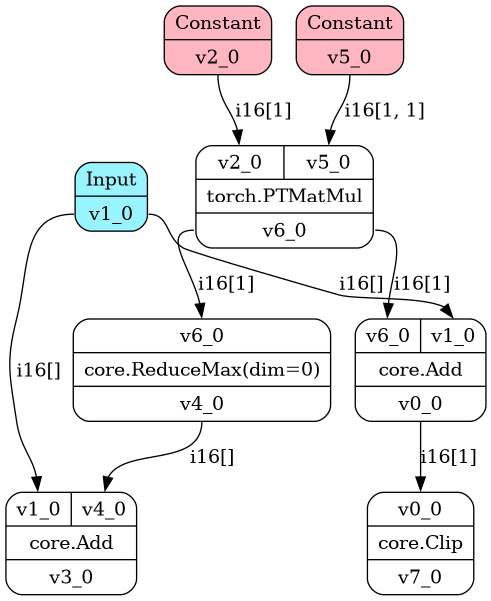 Constant
v2_0
Constant
v5_0
i16[1]
i16[1, 1]
v2_0
v5_0
torch.PTMatMul
v6_0
Input
v1_0
i16[1]
i16[]
i16[1]
i16[]
v6_0
core.ReduceMax(dim=0)
v4_0
v6_0
v1_0
core.Add
v0_0
i16[]
i16[1]
v1_0
v4_0
core.Add
v3_0
v0_0
core.Clip
v7_0